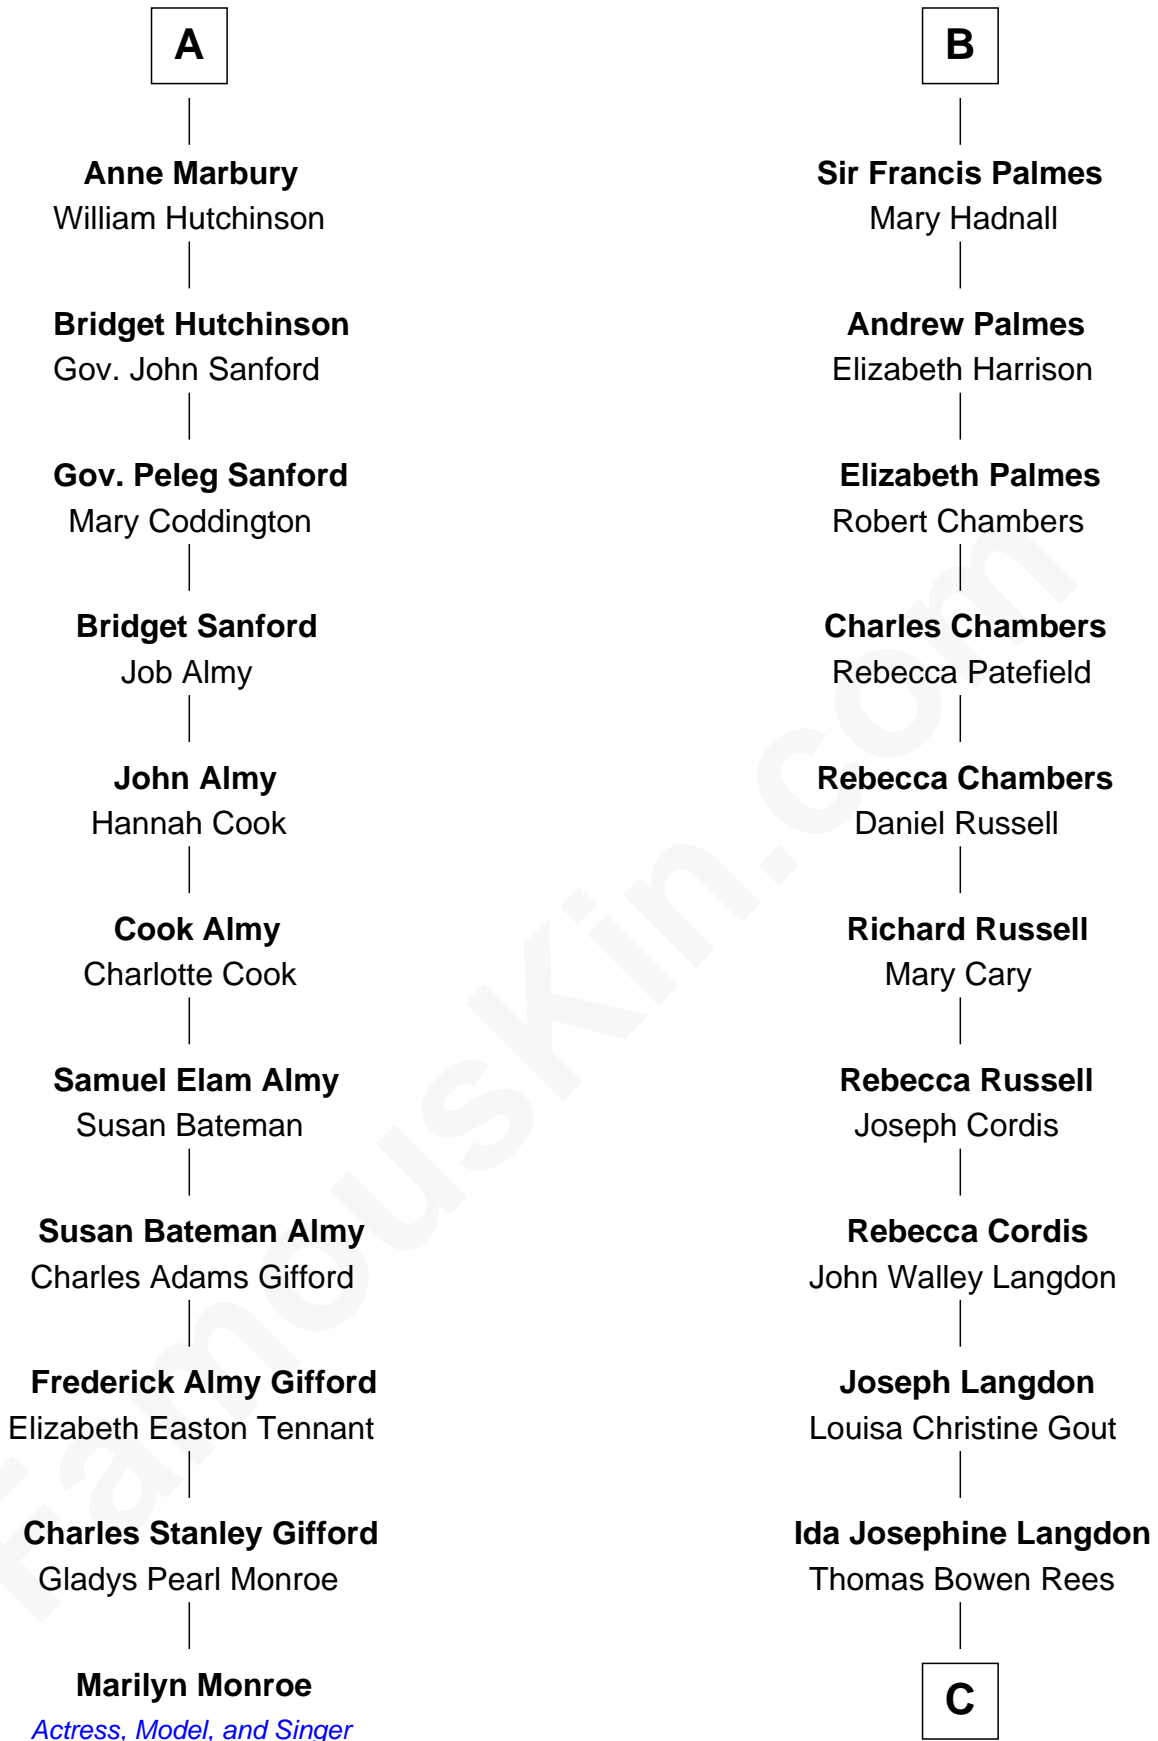 A
Anne Marbury
William Hutchinson
Bridget Hutchinson
Gov. John Sanford
Gov. Peleg Sanford
Mary Coddington
Bridget Sanford
Job Almy
John Almy
Hannah Cook
Cook Almy
Charlotte Cook
Samuel Elam Almy
Susan Bateman
Susan Bateman Almy
Charles Adams Gifford
Frederick Almy Gifford
Elizabeth Easton Tennant
Charles Stanley Gifford
Gladys Pearl Monroe
Marilyn Monroe
Actress, Model, and Singer
B
Sir Francis Palmes
Mary Hadnall
Andrew Palmes
Elizabeth Harrison
Elizabeth Palmes
Robert Chambers
Charles Chambers
Rebecca Patefield
Rebecca Chambers
Daniel Russell
Richard Russell
Mary Cary
Rebecca Russell
Joseph Cordis
Rebecca Cordis
John Walley Langdon
Joseph Langdon
Louisa Christine Gout
Ida Josephine Langdon
Thomas Bowen Rees
C
FamousKin.com